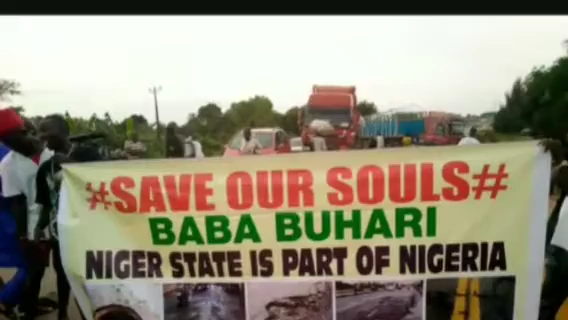 #SAVE OUR SOULS#
BABA BUHARI
NIGER STATE IS PART OF NIGERIA